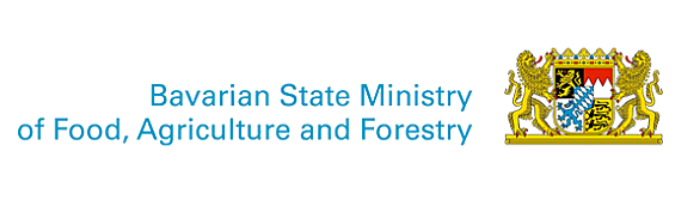 Bavarian State Ministry
of Food, Agriculture and Forestry